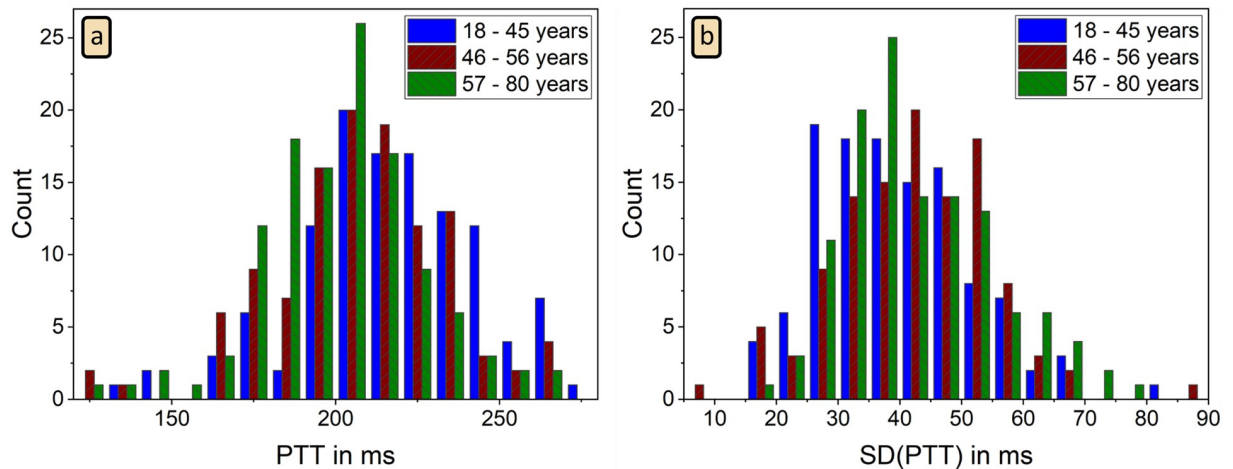 a
18 - 45 years
46 - 56 years
57 - 80 years
Count
25
20
15
10
5
0
150
200
250
PTT in ms
b
18 - 45 years
46 - 56 years
57 - 80 years
Count
25
20
15
10
5
0
10
20
30
40
50
60
70
80
90
SD(PTT) in ms